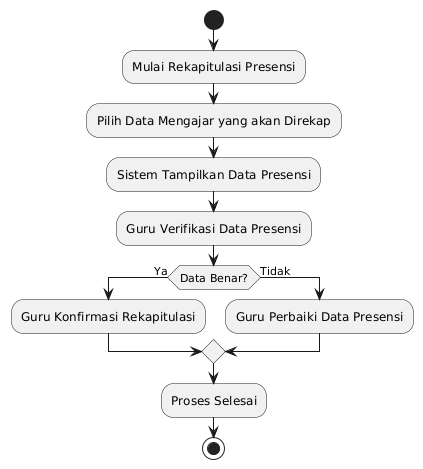 Mulai Rekapitulasi Presensi
Pilih Data Mengajar yang akan Direkap
Sistem Tampilkan Data Presensi
Guru Verifikasi Data Presensi
Ya
Data Benar?
Tidak
Guru Konfirmasi Rekapitulasi
Guru Perbaiki Data Presensi
Proses Selesai